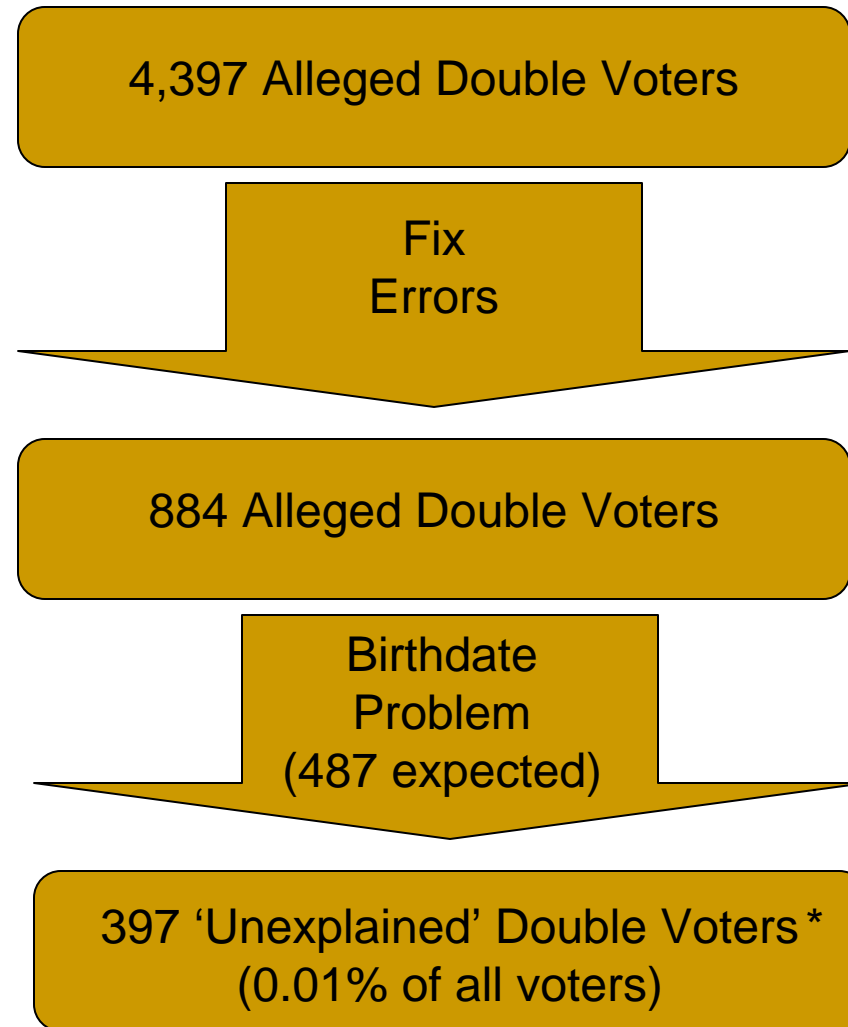 4,397 Alleged Double Voters
Fix
Errors
884 Alleged Double Voters
Birthdate
Problem
(487 expected)
397 ‘Unexplained’ Double Voters *
(0.01% of all voters)